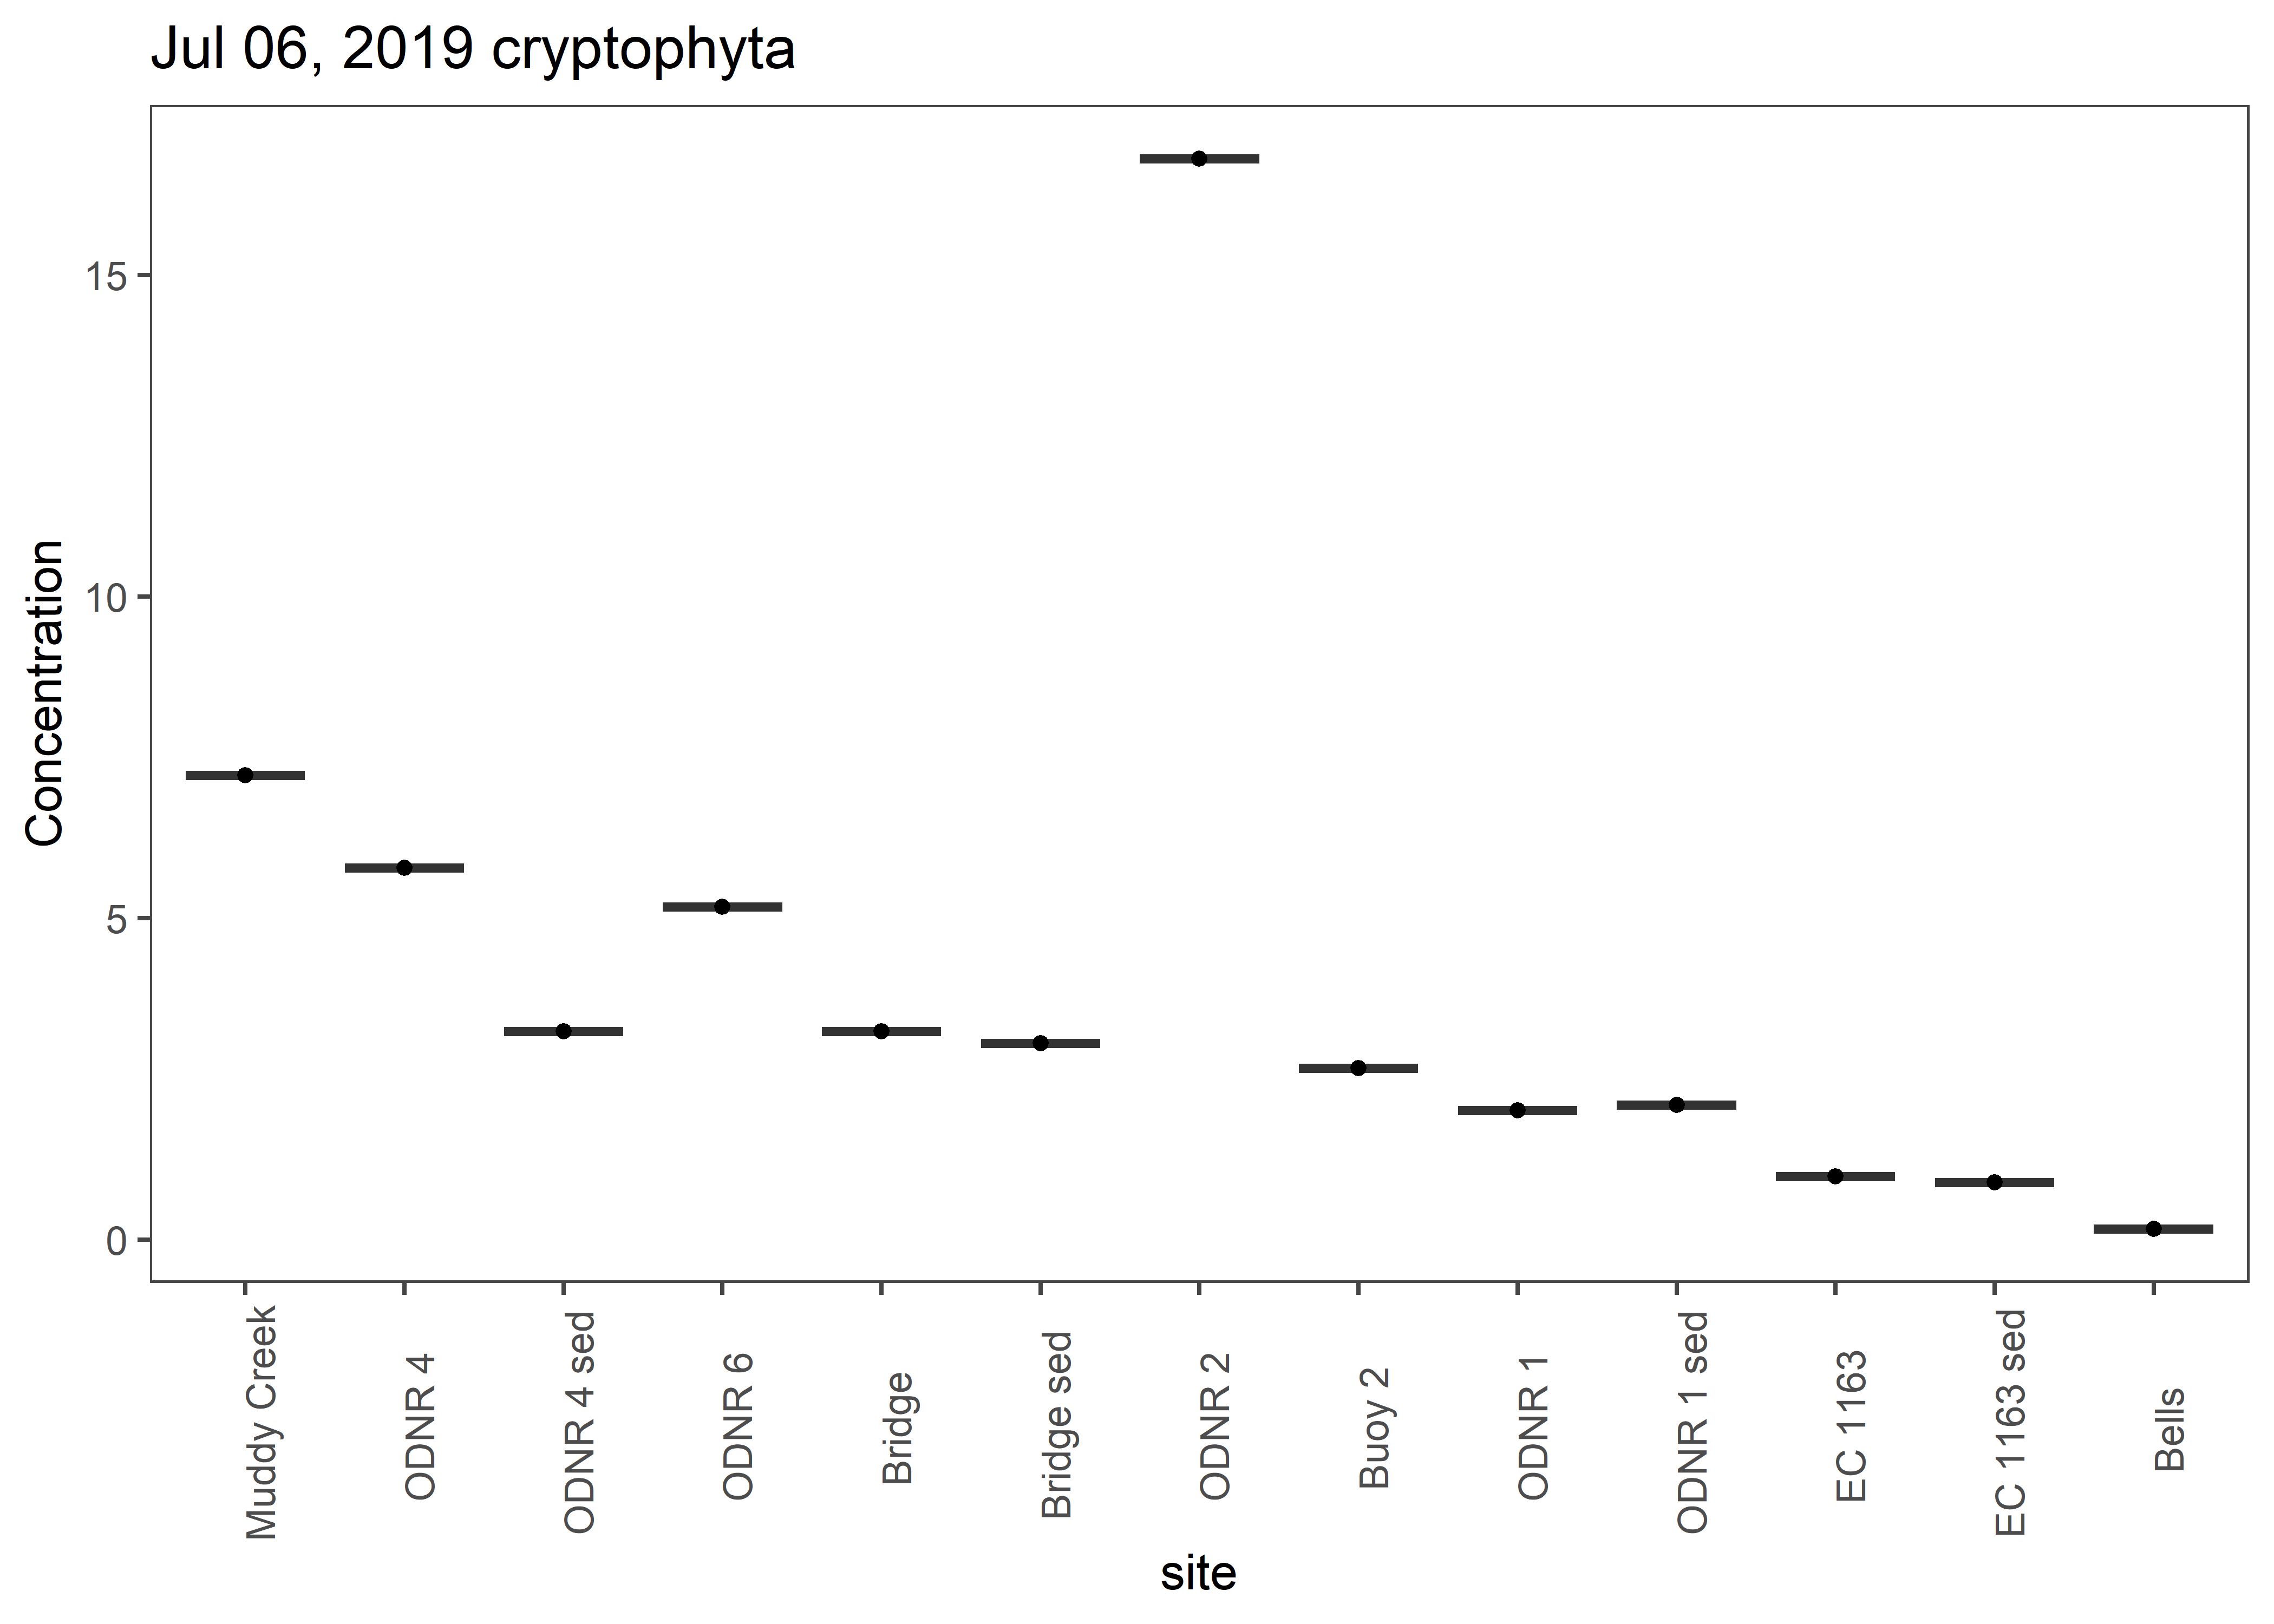 Jul 06, 2019 cryptophyta
Concentration
15
10
5
0
Muddy Creek
ODNR 4
ODNR 4 sed
ODNR 6
Bridge
Bridge sed
ODNR 2
Buoy 2
ODNR 1
ODNR 1 sed
EC 1163
EC 1163 sed
Bells
site